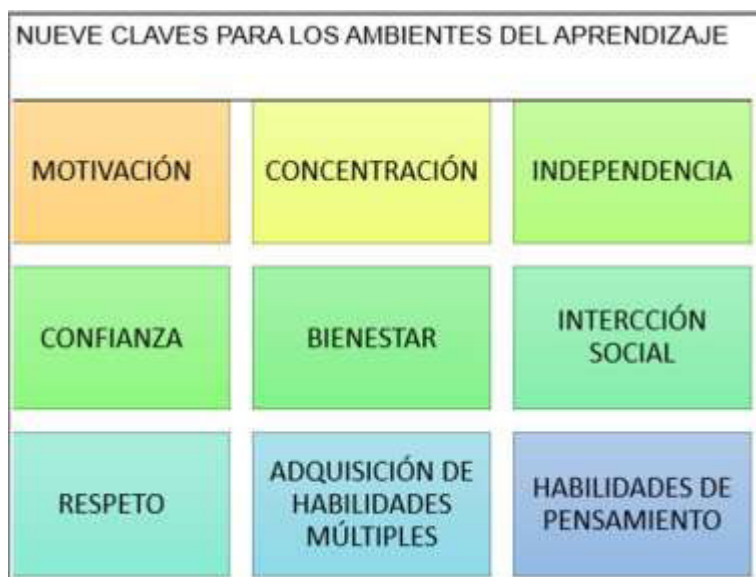 NUEVE CLAVES PARA LOS AMBIENTES DEL APRENDIZAJE
MOTIVACIÓN
CONCENTRACIÓN
INDEPENDENCIA
CONFIANZA
BIENESTAR
INTERCCIÓN
SOCIAL
RESPETO
ADQUISICIÓN DE
HABILIDADES
MÚLTIPLES
HABILIDADES DE
PENSAMIENTO